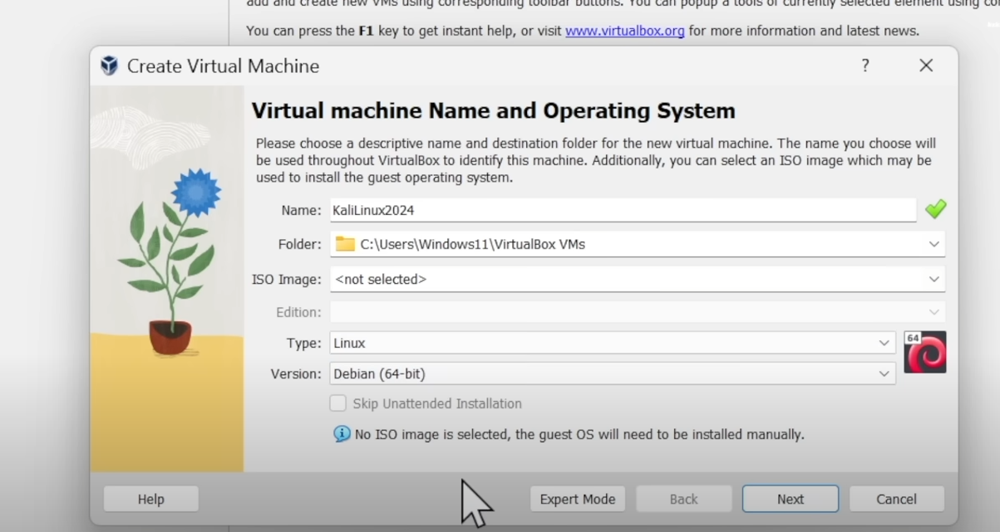 add and create new VMs using corresponding toolbar buttons. You can popup a tools of currently selected element using
You can press the F1 key to get instant help, or visit www.virtualbox.org for more information and latest news.
Create Virtual Machine
?
Virtual machine Name and Operating System
Please choose a descriptive name and destination folder for the new virtual machine. The name you choose will
be used throughout VirtualBox to identify this machine. Additionally, you can select an ISO image which may be
used to install the guest operating system.
Name: KaliLinux2024
Folder: C:\Users\Windows11\VirtualBox VMs
ISO Image: <not selected>
Edition:
Type: Linux
64
Version: Debian (64-bit)
Skip Unattended Installation
No ISO image is selected, the guest OS will need to be installed manually.
Help Expert Mode Back Next Cancel